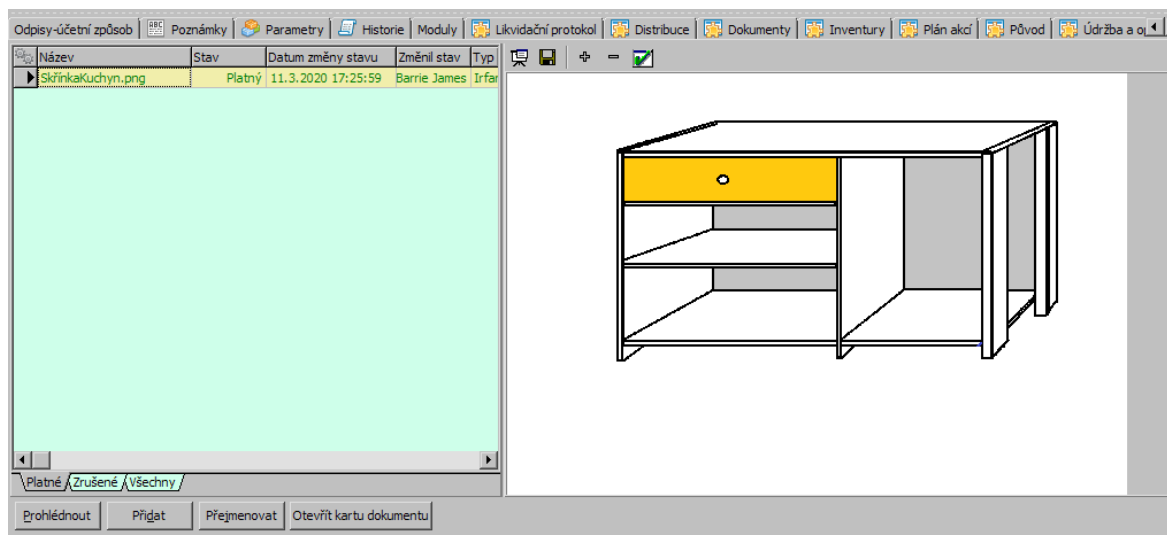 Odpisy-účetní způsob ABC Poznámky Parametry Historie Moduly Likvidační protokol Distribuce Dokumenty Inventury Plán akcí Původ Údržba a
Název Stav Datum změny stavu Změnil stav Typ
SkřínkaKuchyn.png Platný 11.3.2020 17:25:59 Barrie James
Platné Zrušené Všechny
Prohlédnout Přidat Přejmenovat Otevřít kartu dokumentu